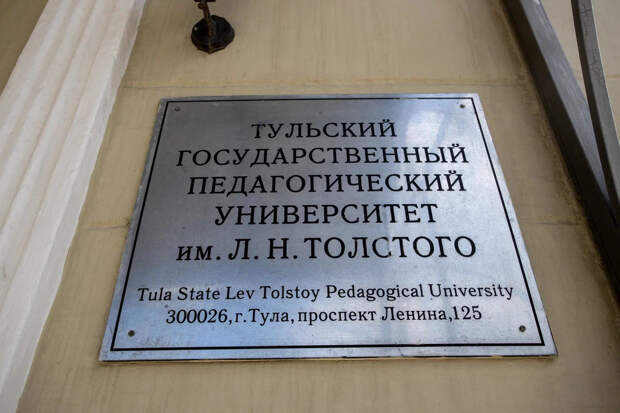 ТУЛЬСКИЙ
ГОСУДАРСТВЕННЫЙ
ПЕДАГОГИЧЕСКИЙ
УНИВЕРСИТЕТ
им. Л. Н. ТОЛСТОГО
Tula State Lev Tolstoy Pedagogical University
300026, г. Тула, проспект Ленина, 125